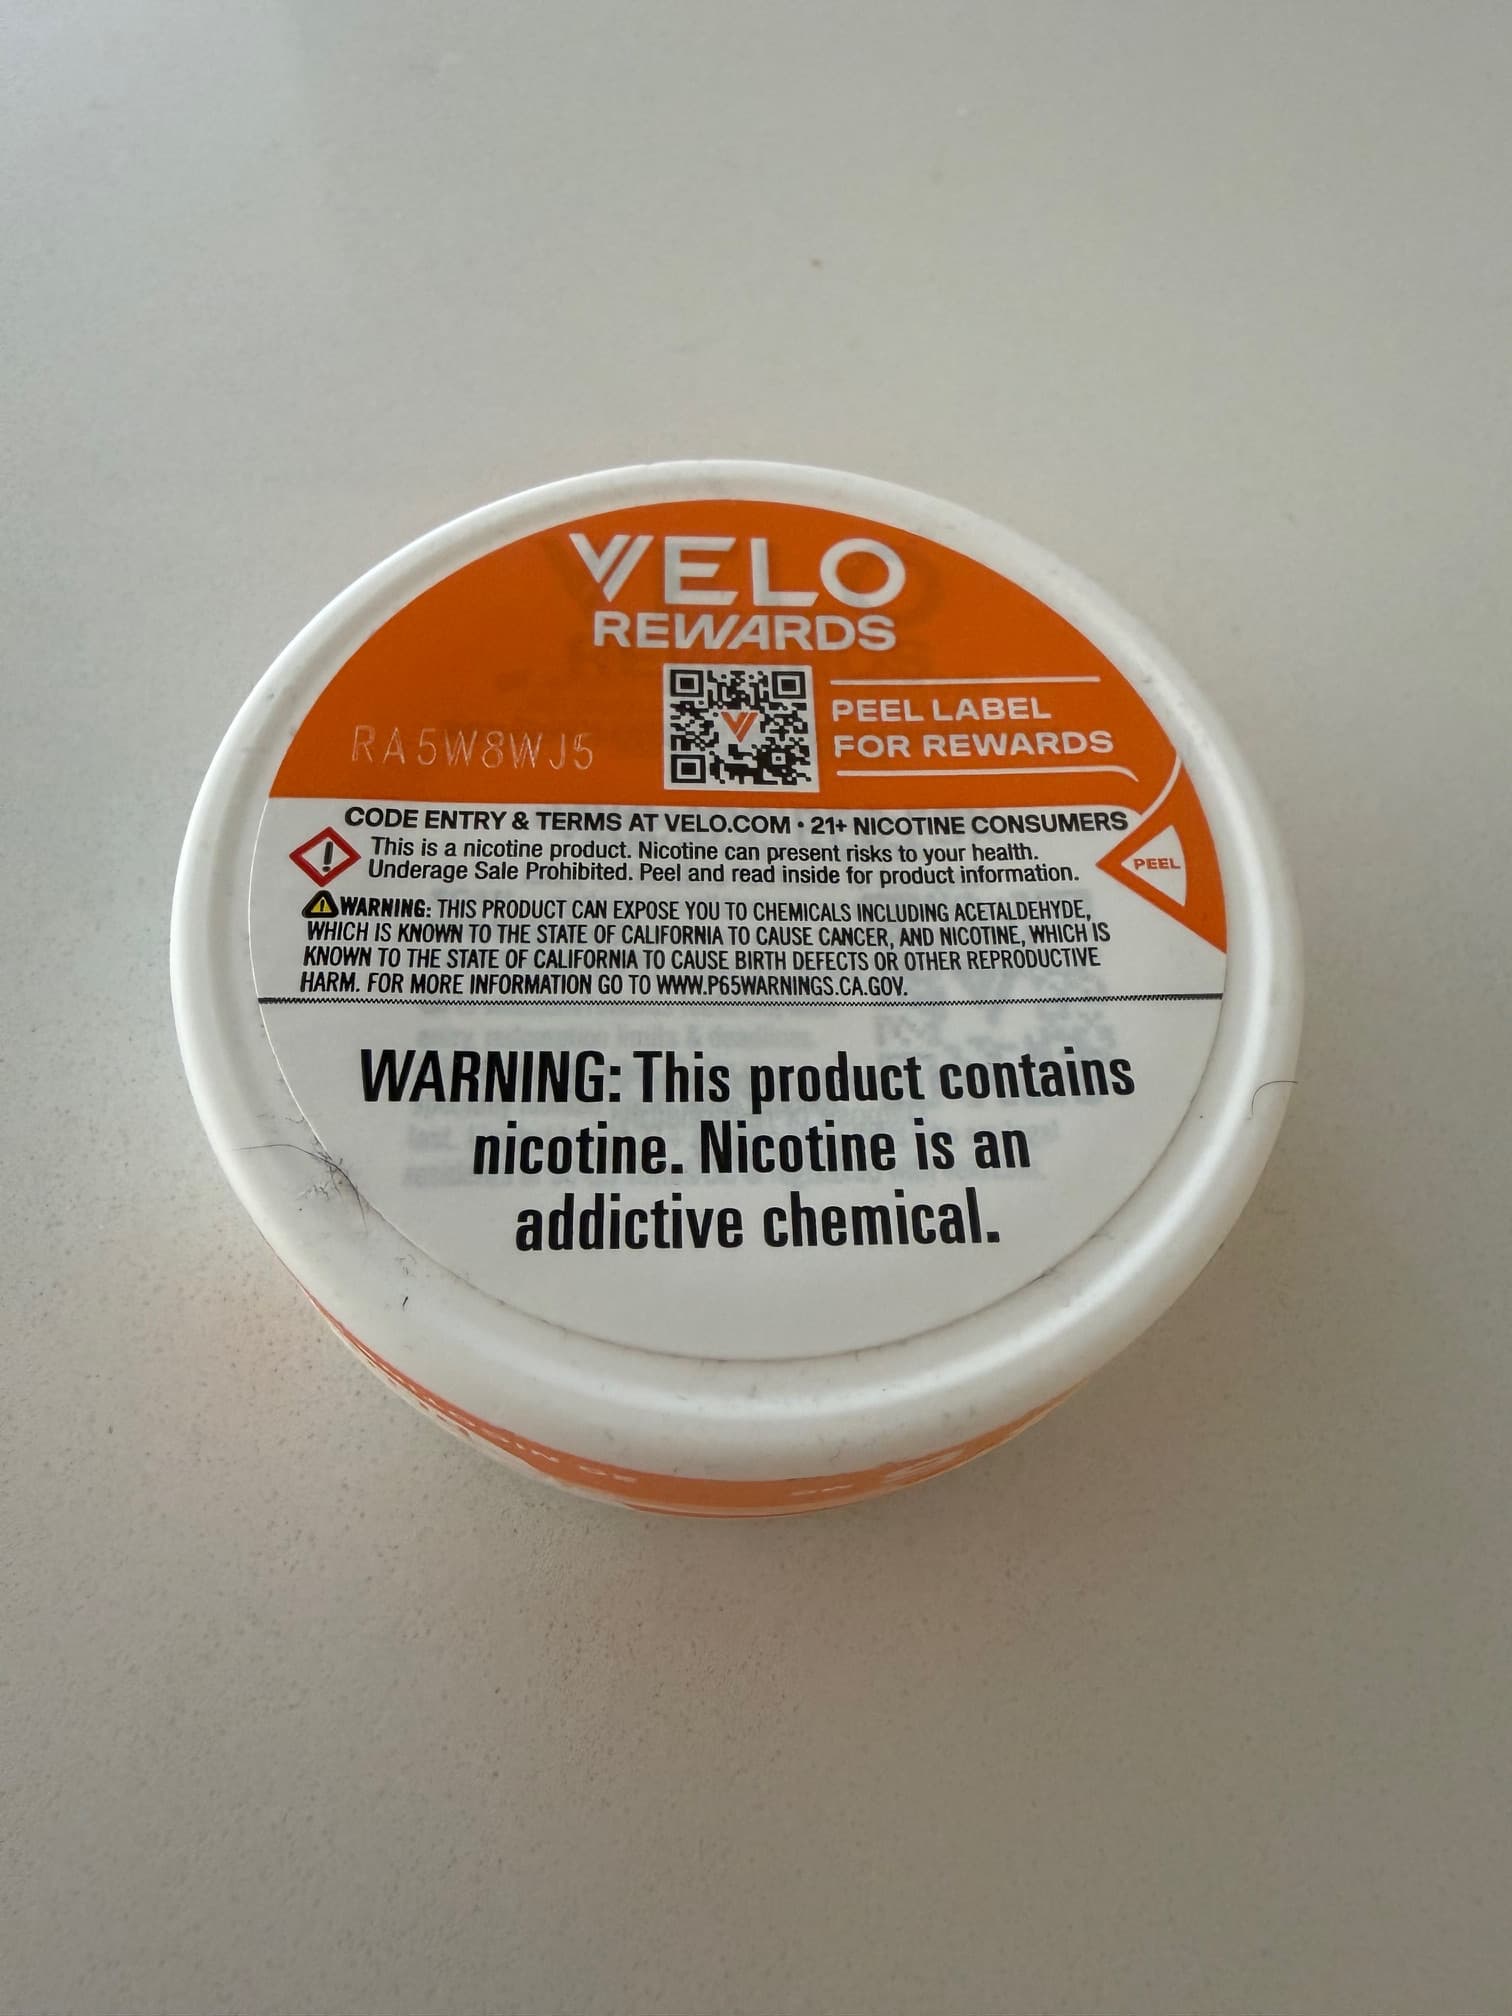 VELO
REWARDS
PEEL LABEL
FOR REWARDS
RA5W8WJ5
CODE ENTRY & TERMS AT VELO.COM • 21+ NICOTINE CONSUMERS
This is a nicotine product. Nicotine can present risks to your health.
Underage Sale Prohibited. Peel and read inside for product information.
PEEL
WARNING: THIS PRODUCT CAN EXPOSE YOU TO CHEMICALS INCLUDING ACETALDEHYDE,
WHICH IS KNOWN TO THE STATE OF CALIFORNIA TO CAUSE CANCER, AND NICOTINE, WHICH IS
KNOWN TO THE STATE OF CALIFORNIA TO CAUSE BIRTH DEFECTS OR OTHER REPRODUCTIVE
HARM. FOR MORE INFORMATION GO TO WWW.P65WARNINGS.CA.GOV.
WARNING: This product contains
nicotine. Nicotine is an
addictive chemical.